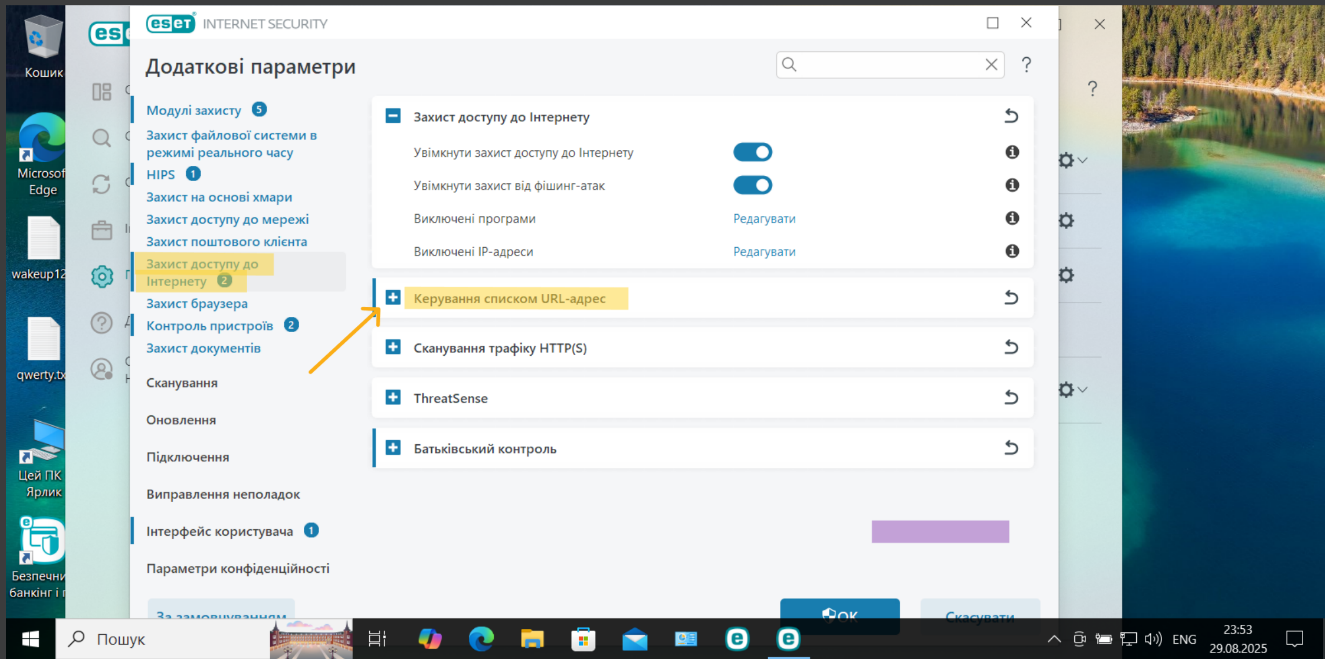 Кошик
Microsof
Edge
wakeup12
qwerty.tx
Цей ПК
Ярлик
Безпечни
банкінг і г
es
eset INTERNET SECURITY
Додаткові параметри
?
?
Модулі захисту 5
Захист файлової системи в
режимі реального часу
HIPS 1
Захист на основі хмари
Захист доступу до мережі
Захист поштового клієнта
Захист доступу до
Інтернету 2
Захист браузера
Контроль пристроїв 2
Захист документів
Сканування
Оновлення
Підключення
Виправлення неполадок
Інтерфейс користувача 1
Параметри конфіденційності
Захист доступу до Інтернету
Увімкнути захист доступу до Інтернету
Увімкнути захист від фішинг-атак
Виключені програми Редагувати
Виключені IP-адреси Редагувати
Керування списком URL-адрес
Сканування трафіку HTTP(S)
ThreatSense
Батьківський контроль
За замовчуванням
OK
Скасувати
Пошук
ENG
23:53
29.08.2025